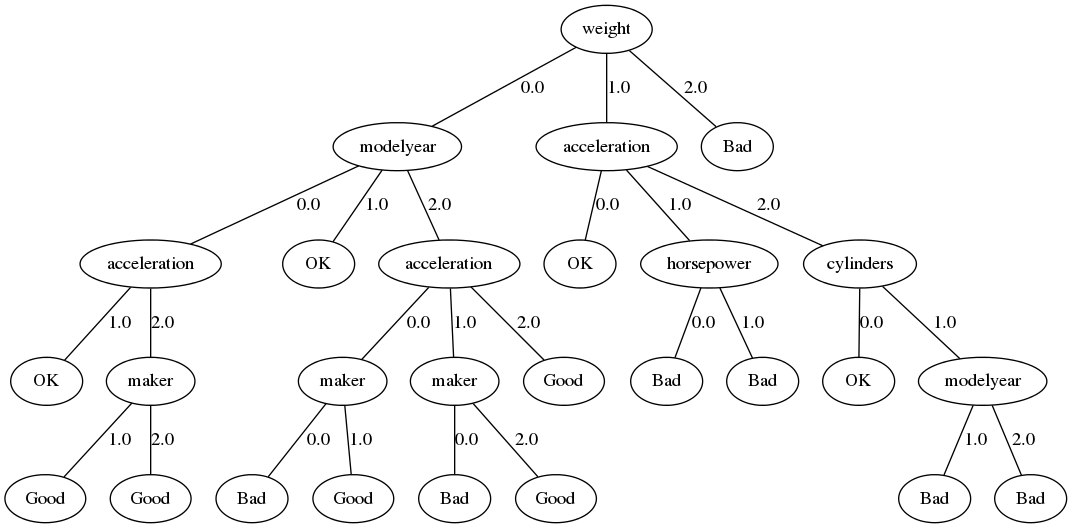 weight
0.0 1.0 2.0
modelyear acceleration Bad
0.0 1.0 2.0 0.0 1.0 2.0
acceleration OK acceleration OK horsepower cylinders
1.0 2.0 0.0 1.0 2.0 0.0 1.0 0.0 1.0
OK maker maker maker Good Bad Bad OK modelyear
1.0 2.0 0.0 1.0 0.0 2.0 1.0 2.0
Good Good Bad Good Bad Good Bad Bad